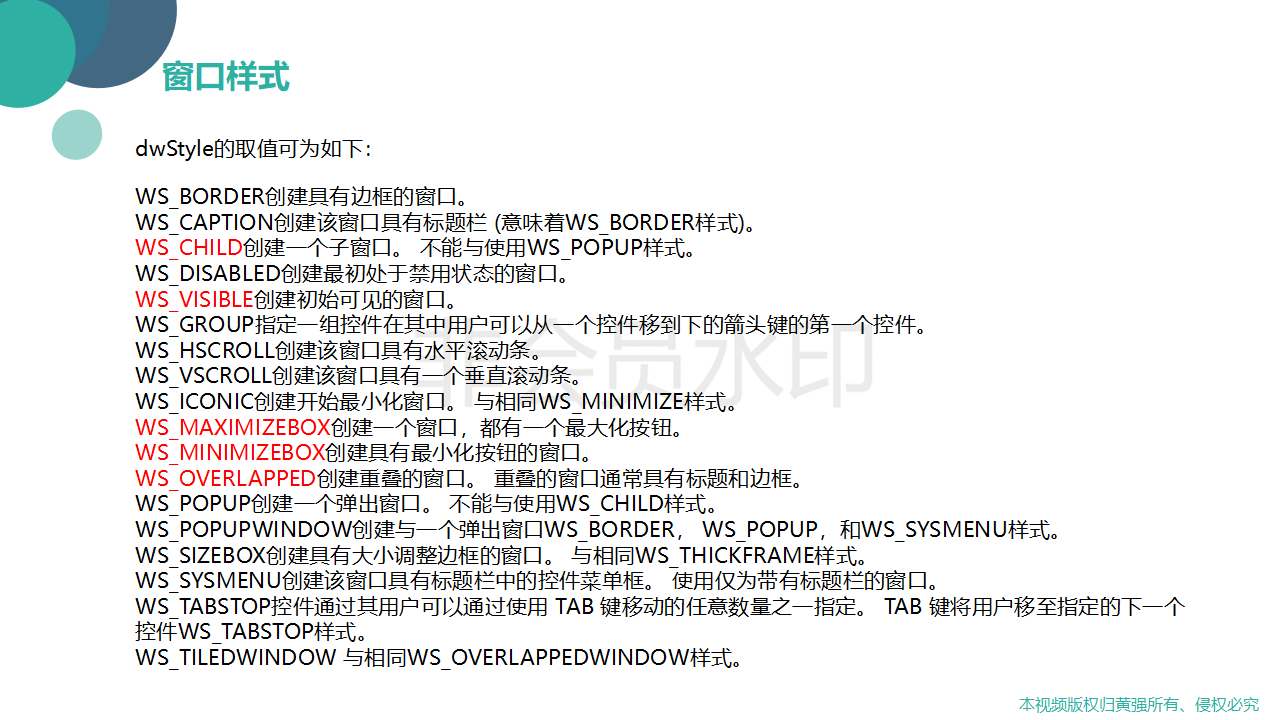 窗口样式
dwStyle的取值可为如下：
WS_BORDER创建具有边框的窗口。
WS_CAPTION创建该窗口具有标题栏 (意味着WS_BORDER样式)。
WS_CHILD创建一个子窗口。 不能与使用WS_POPUP样式。
WS_DISABLED创建最初处于禁用状态的窗口。
WS_VISIBLE创建初始可见的窗口。
WS_GROUP指定一组控件在其中用户可以从一个控件移到下的箭头键的第一个控件。
WS_HSCROLL创建该窗口具有水平滚动条。
WS_VSCROLL创建该窗口具有一个垂直滚动条。
非会员水印
WS_ICONIC创建开始最小化窗口。 与相同WS_MINIMIZE样式。
WS_MAXIMIZEBOX创建一个窗口，都有一个最大化按钮。
WS_MINIMIZEBOX创建具有最小化按钮的窗口。
WS_OVERLAPPED创建重叠的窗口。 重叠的窗口通常具有标题和边框。
WS_POPUP创建一个弹出窗口。 不能与使用WS_CHILD样式。
WS_POPUPWINDOW创建与一个弹出窗口WS_BORDER， WS_POPUP，和WS_SYSMENU样式。
WS_SIZEBOX创建具有大小调整边框的窗口。 与相同WS_THICKFRAME样式。
WS_SYSMENU创建该窗口具有标题栏中的控件菜单框。 使用仅为带有标题栏的窗口。
WS_TABSTOP控件通过其用户可以通过使用 TAB 键移动的任意数量之一指定。 TAB 键将用户移至指定的下一个
控件WS_TABSTOP样式。
WS_TILEDWINDOW 与相同WS_OVERLAPPEDWINDOW样式。
本视频版权归黄强所有、侵权必究